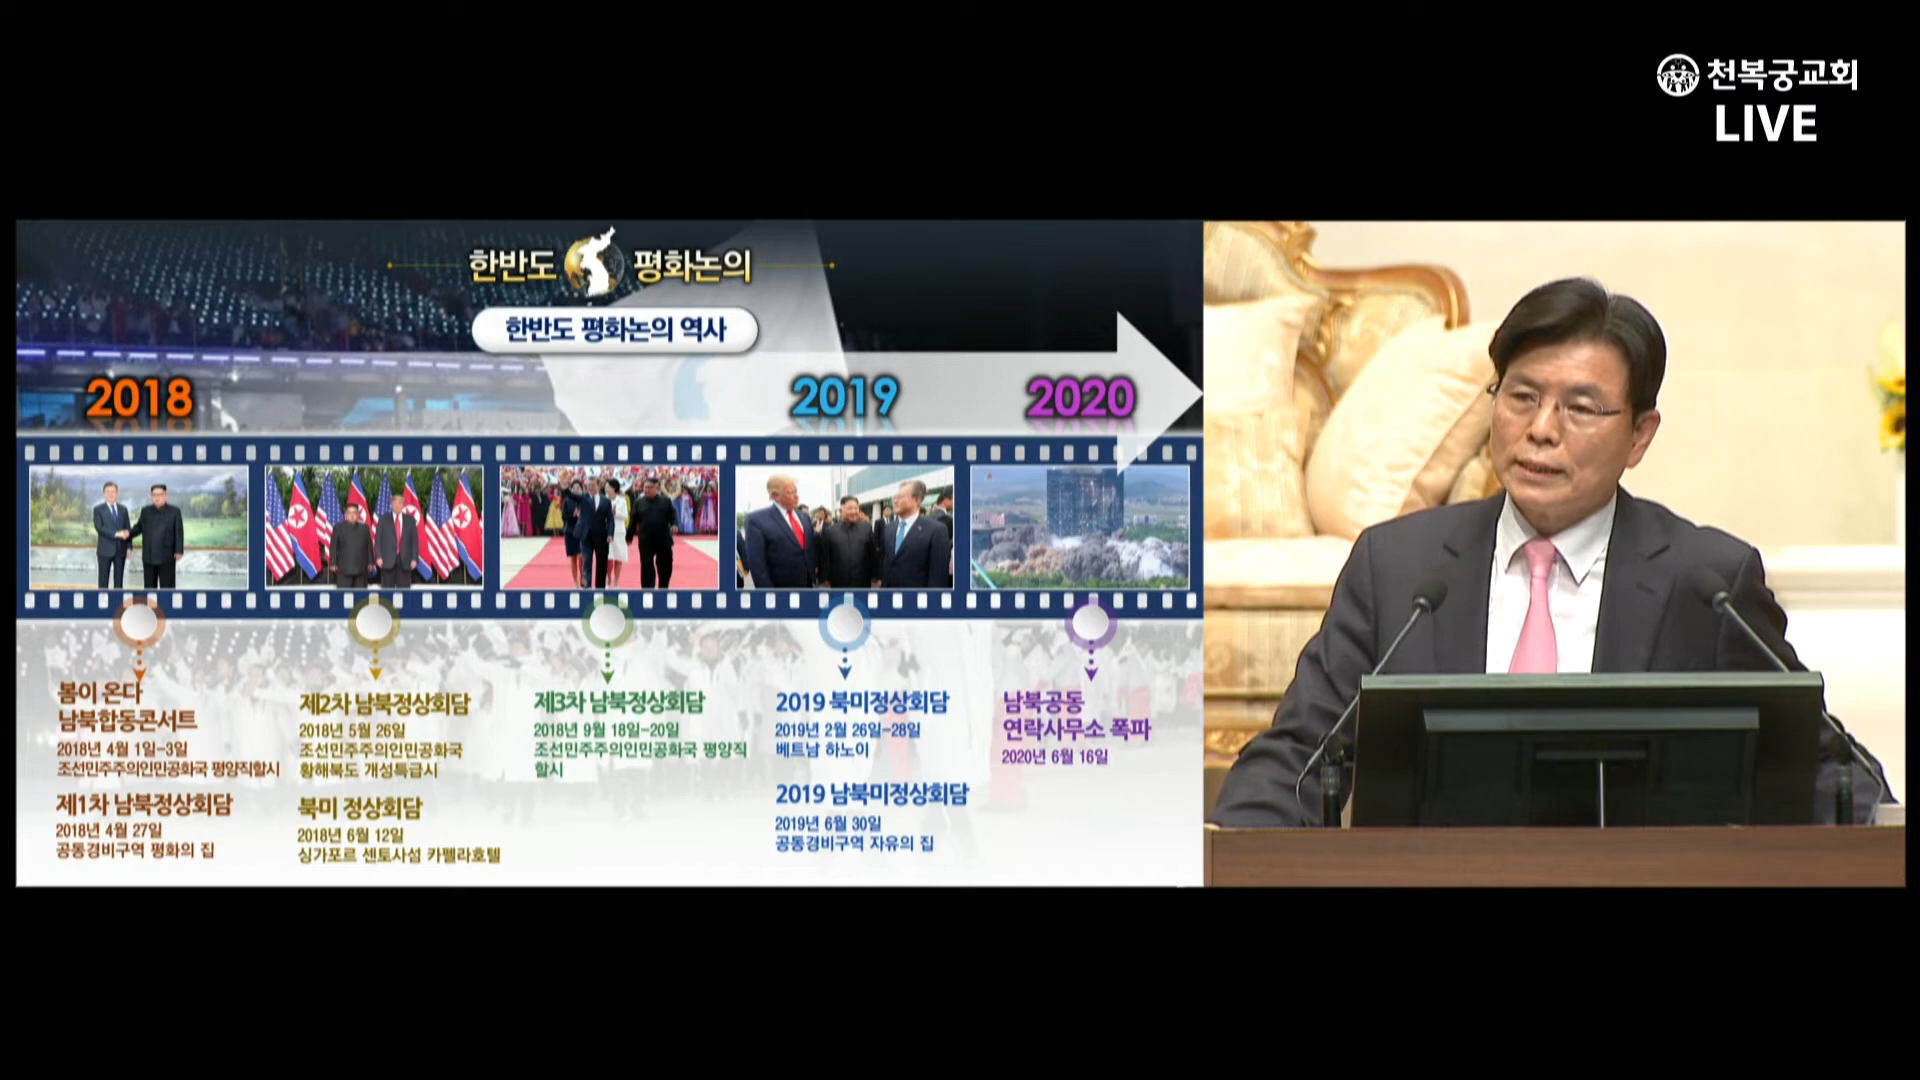 천복궁교회
LIVE
한반도 평화논의
한반도 평화논의 역사
2018
2019
2020
봄이 온다
남북합동콘서트
2018년 4월 1일-3일
조선민주주의인민공화국 평양직할시
제1차 남북정상회담
2018년 4월 27일
공동경비구역 평화의 집
제2차 남북정상회담
2018년 5월 26일
조선민주주의인민공화국
황해북도 개성특급시
북미 정상회담
2018년 6월 12일
싱가포르 센토사섬 카펠라호텔
제3차 남북정상회담
2018년 9월 18일-20일
조선민주주의인민공화국 평양직
할시
2019 북미정상회담
2019년 2월 26일-28일
베트남 하노이
2019 남북미정상회담
2019년 6월 30일
공동경비구역 자유의 집
남북공동
연락사무소 폭파
2020년 6월 16일